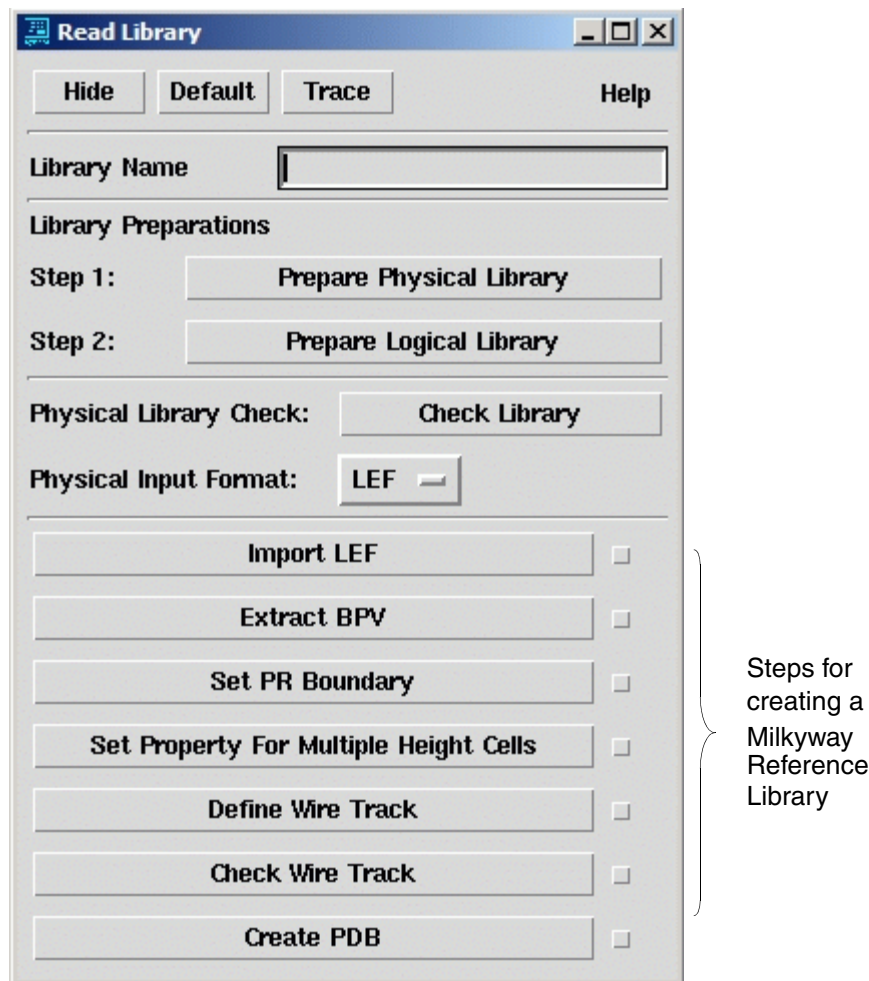 Read Library
Hide Default Trace Help
Library Name
Library Preparations
Step 1: Prepare Physical Library
Step 2: Prepare Logical Library
Physical Library Check: Check Library
Physical Input Format: LEF
Import LEF
Extract BPV
Set PR Boundary
Set Property For Multiple Height Cells
Define Wire Track
Check Wire Track
Create PDB
Steps for
creating a
Milkyway
Reference
Library